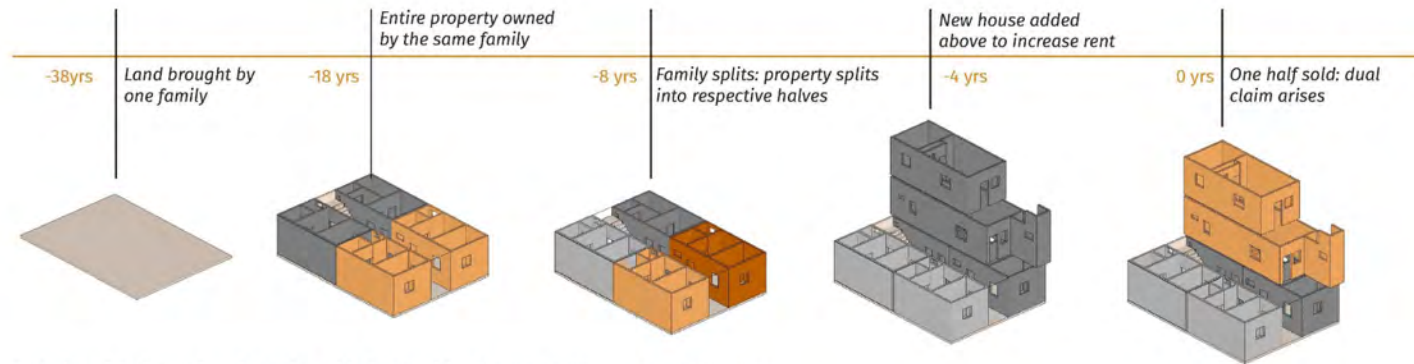 -38yrs
Land brought by
one family
Entire property owned
by the same family
-18 yrs
-8 yrs
Family splits: property splits
into respective halves
New house added
above to increase rent
-4 yrs
0 yrs
One half sold: dual
claim arises